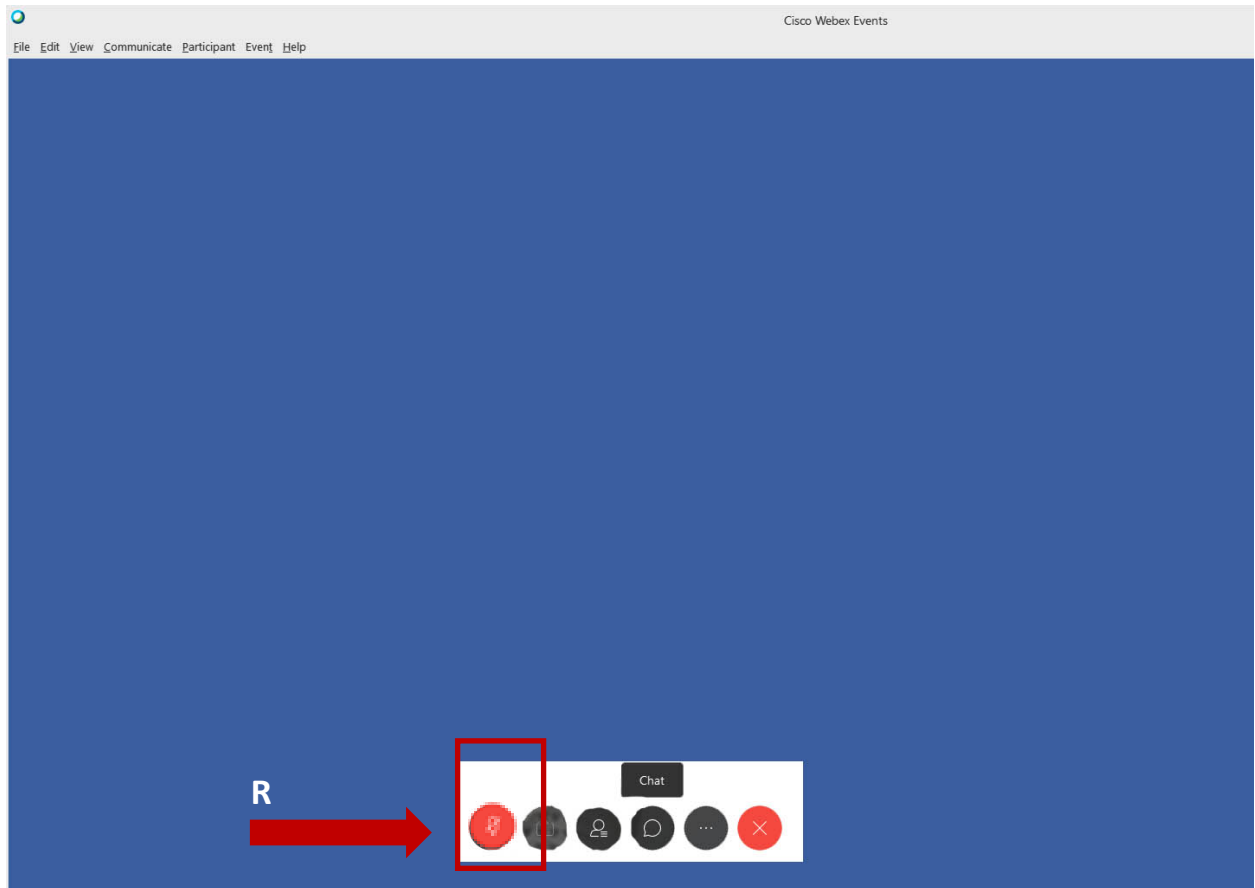 Cisco Webex Events
File Edit View Communicate Participant Event Help
Chat
R